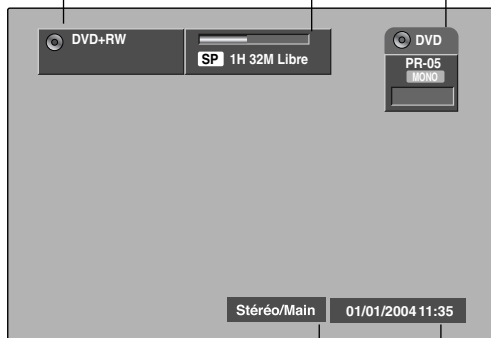 DVD+RW
SP 1H 32M Libre
DVD
PR-05
MONO
Stéréo/Main
01/01/2004 11:35